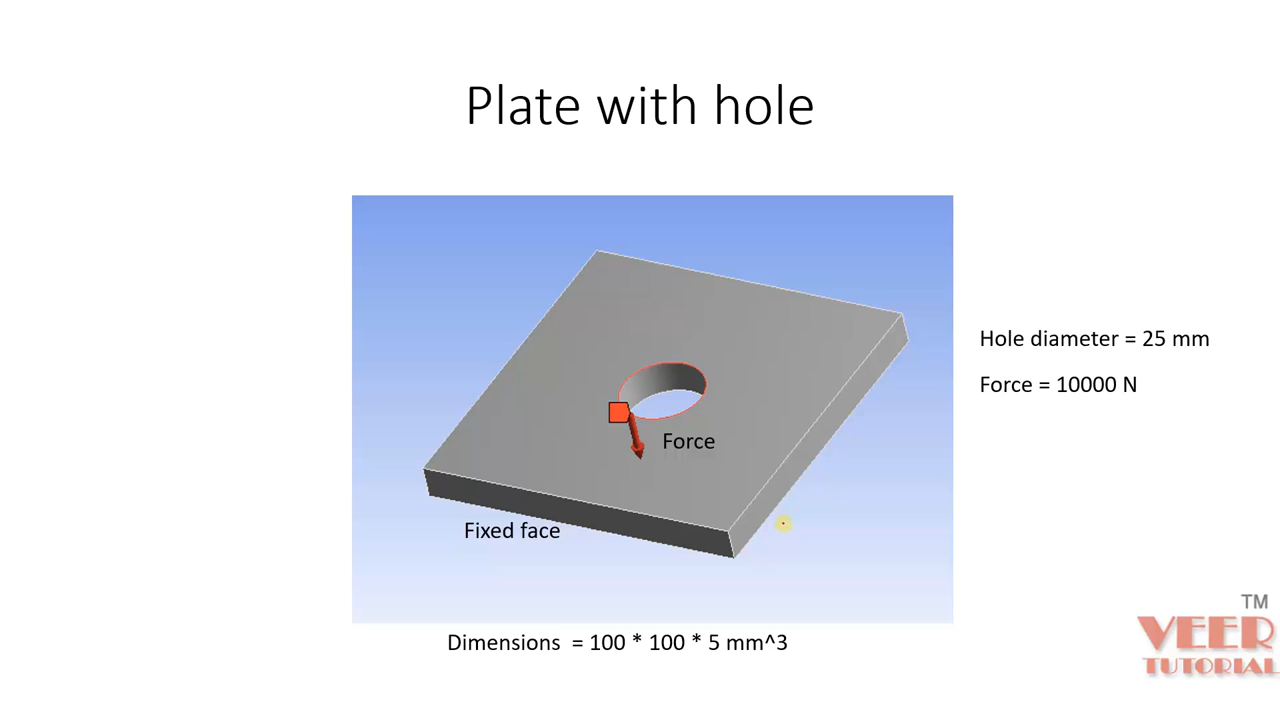 Plate with hole
Hole diameter = 25 mm
Force = 10000 N
Force
Fixed face
Dimensions  = 100 * 100 * 5 mm^3
TM
VEER
TUTORIAL